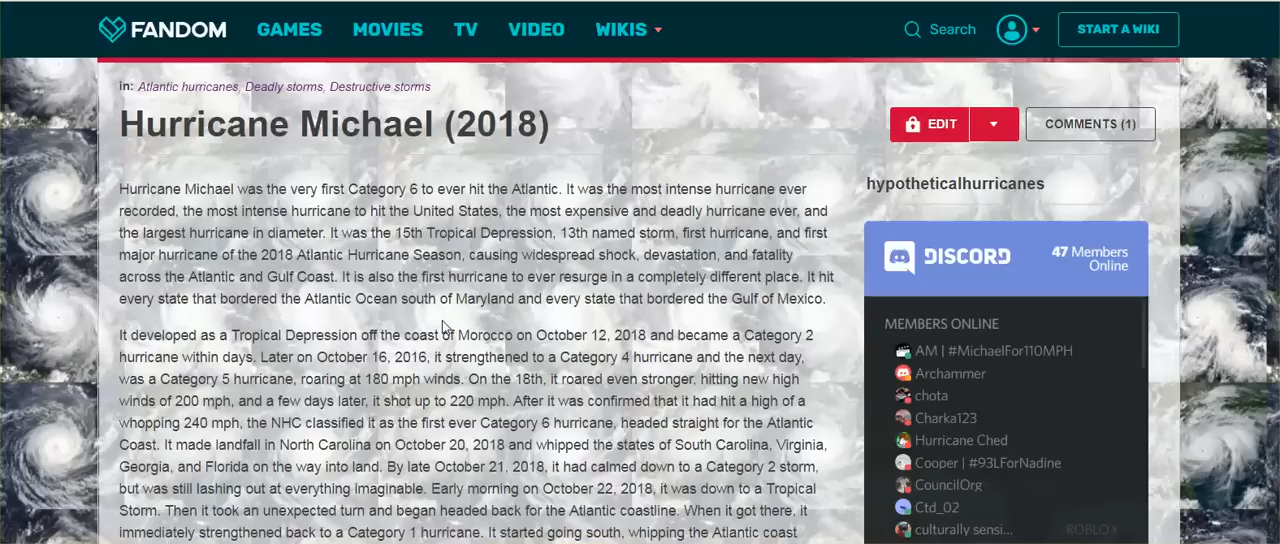 FANDOM GAMES MOVIES TV VIDEO WIKIS Search START A WIKI
in: Atlantic hurricanes, Deadly storms, Destructive storms
Hurricane Michael (2018)
EDIT COMMENTS (1)
Hurricane Michael was the very first Category 6 to ever hit the Atlantic. It was the most intense hurricane ever
recorded, the most intense hurricane to hit the United States, the most expensive and deadly hurricane ever, and
the largest hurricane in diameter. It was the 15th Tropical Depression, 13th named storm, first hurricane, and first
major hurricane of the 2018 Atlantic Hurricane Season, causing widespread shock, devastation, and fatality
across the Atlantic and Gulf Coast. It is also the first hurricane to ever resurge in a completely different place. It hit
every state that bordered the Atlantic Ocean south of Maryland and every state that bordered the Gulf of Mexico.
It developed as a Tropical Depression off the coast of Morocco on October 12, 2018 and became a Category 2
hurricane within days. Later on October 16, 2016, it strengthened to a Category 4 hurricane and the next day,
was a Category 5 hurricane, roaring at 180 mph winds. On the 18th, it roared even stronger, hitting new high
winds of 200 mph, and a few days later, it shot up to 220 mph. After it was confirmed that it had hit a high of a
whopping 240 mph, the NHC classified it as the first ever Category 6 hurricane, headed straight for the Atlantic
Coast. It made landfall in North Carolina on October 20, 2018 and whipped the states of South Carolina, Virginia,
Georgia, and Florida on the way into land. By late October 21, 2018, it had calmed down to a Category 2 storm,
but was still lashing out at everything imaginable. Early morning on October 22, 2018, it was down to a Tropical
Storm. Then it took an unexpected turn and began headed back for the Atlantic coastline. When it got there, it
immediately strengthened back to a Category 1 hurricane. It started going south, whipping the Atlantic coast
hypotheticalhurricanes
DISCORD 47 Members
Online
MEMBERS ONLINE
AM | #MichaelFor110MPH
Archammer
chota
Charka123
Hurricane Ched
Cooper | #93LForNadine
CouncilOrg
Ctd_02
culturally sensi... ROBLOX